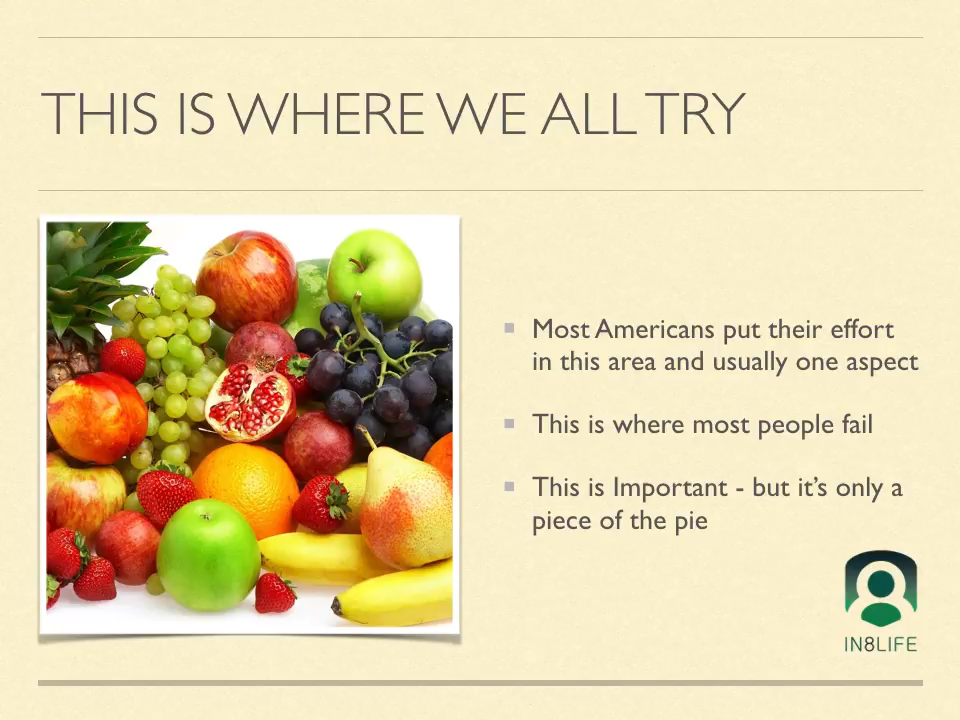 THIS IS WHERE WE ALL TRY
Most Americans put their effort
in this area and usually one aspect
This is where most people fail
This is Important - but it's only a
piece of the pie
IN8LIFE